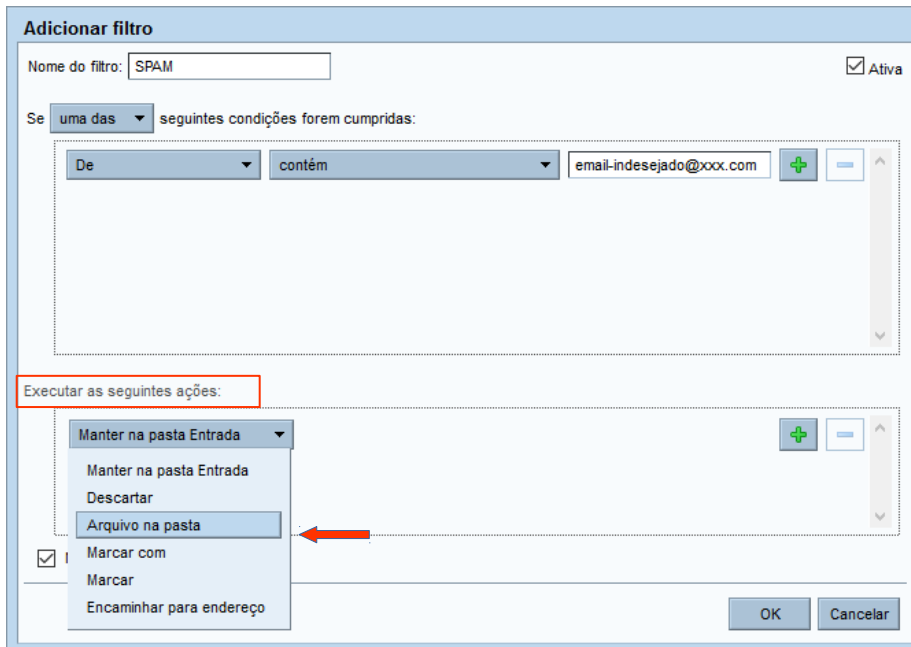 Adicionar filtro
Nome do filtro: SPAM
Ativa
Se uma das seguintes condições forem cumpridas:
De contém email-indesejado@xxx.com
Executar as seguintes ações:
Manter na pasta Entrada
Manter na pasta Entrada
Descartar
Arquivo na pasta
Marcar com
Marcar
Encaminhar para endereço
OK Cancelar